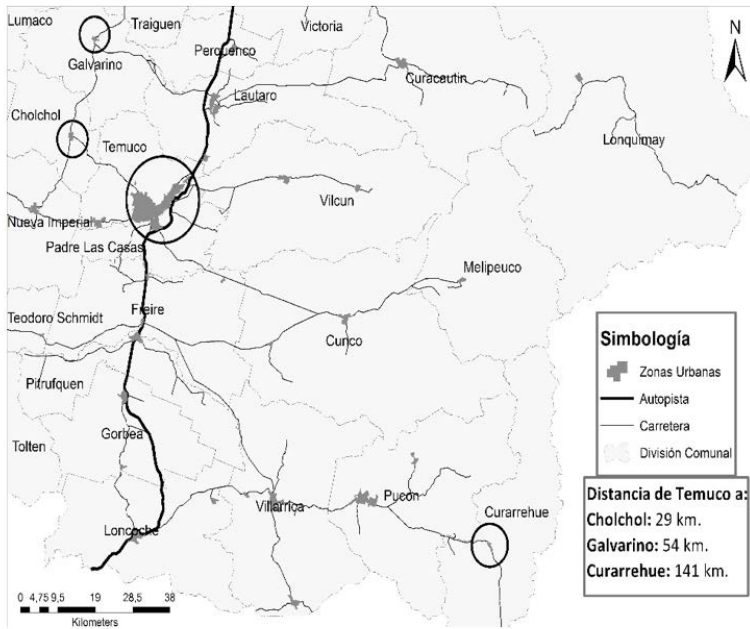 Lumaco
Traiguen
Victoria
N
Perquenco
Galvarino
Curacautin
Lautaro
Cholchol
Lonquimay
Temuco
Vilcun
Nueva Imperial
Padre Las Casas
Melipeuco
Freire
Teodoro Schmidt
Cunco
Pitrufquen
Gorbea
Tolten
Villarrica
Pucon
Curarrehue
Loncoche
Simbología
Zonas Urbanas
Autopista
Carretera
División Comunal
Distancia de Temuco a:
Cholchol: 29 km.
Galvarino: 54 km.
Curarrehue: 141 km.
0 4,75 9,5 19 28,5 38
Kilometers